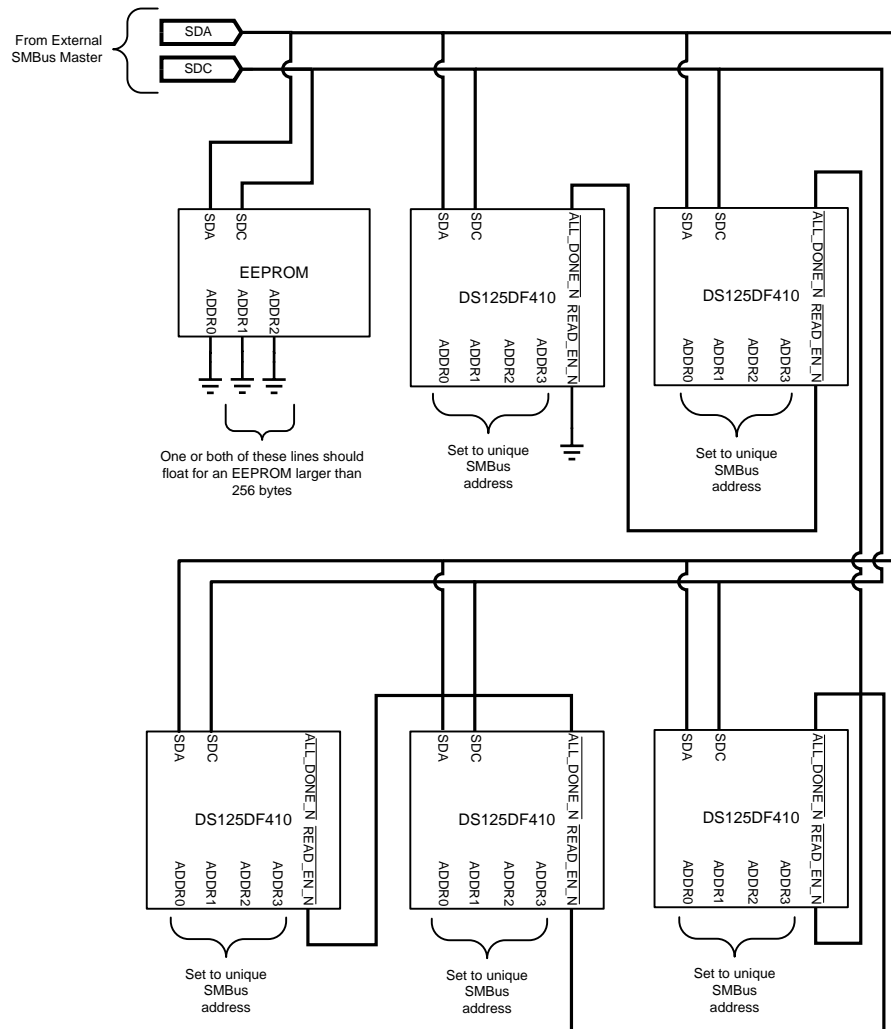 From External
SMBus Master
SDA
SDC
SDA
SDC
EEPROM
ADDR0
ADDR1
ADDR2
One or both of these lines should
float for an EEPROM larger than
256 bytes
SDA
SDC
ALL_DONE_N
DS125DF410
READ_EN_N
ADDR0
ADDR1
ADDR2
ADDR3
Set to unique
SMBus
address
SDA
SDC
ALL_DONE_N
DS125DF410
READ_EN_N
ADDR0
ADDR1
ADDR2
ADDR3
Set to unique
SMBus
address
SDA
SDC
ALL_DONE_N
DS125DF410
READ_EN_N
ADDR0
ADDR1
ADDR2
ADDR3
Set to unique
SMBus
address
SDA
SDC
ALL_DONE_N
DS125DF410
READ_EN_N
ADDR0
ADDR1
ADDR2
ADDR3
Set to unique
SMBus
address
SDA
SDC
ALL_DONE_N
DS125DF410
READ_EN_N
ADDR0
ADDR1
ADDR2
ADDR3
Set to unique
SMBus
address